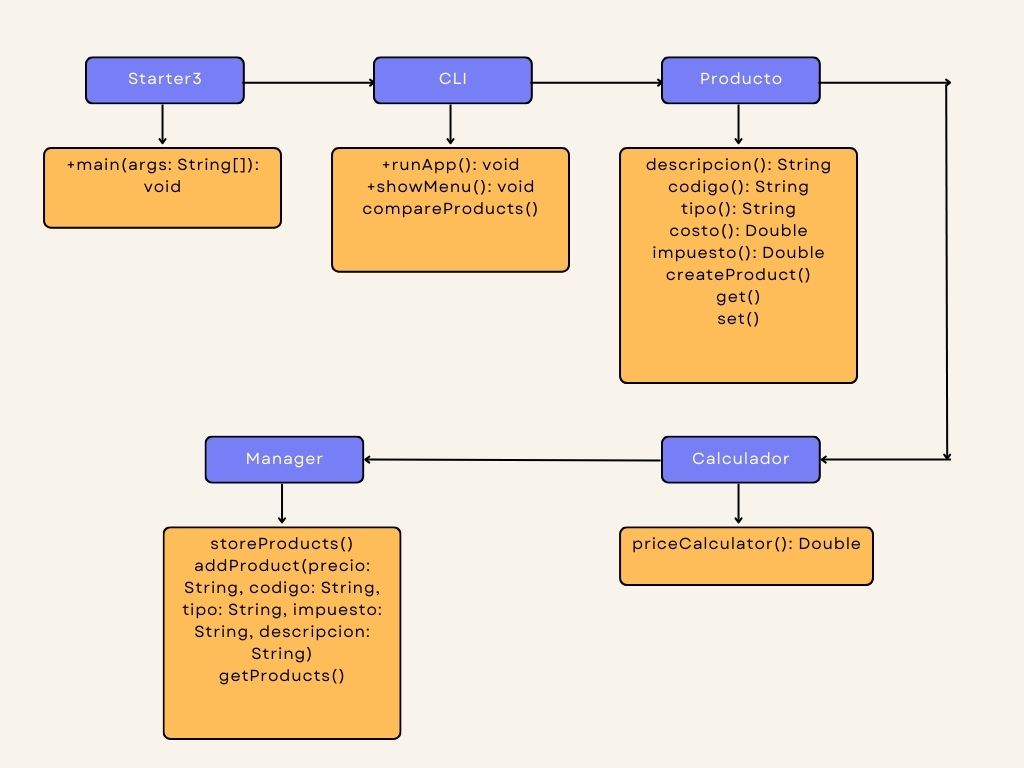 Starter3
CLI
Producto
+main(args: String[]):
void
+runApp(): void
+showMenu(): void
compareProducts()
descripcion(): String
codigo(): String
tipo(): String
costo(): Double
impuesto(): Double
createProduct()
get()
set()
Manager
Calculador
storeProducts()
addProduct(precio:
String, codigo: String,
tipo: String, impuesto:
String, descripcion:
String)
getProducts()
priceCalculator(): Double